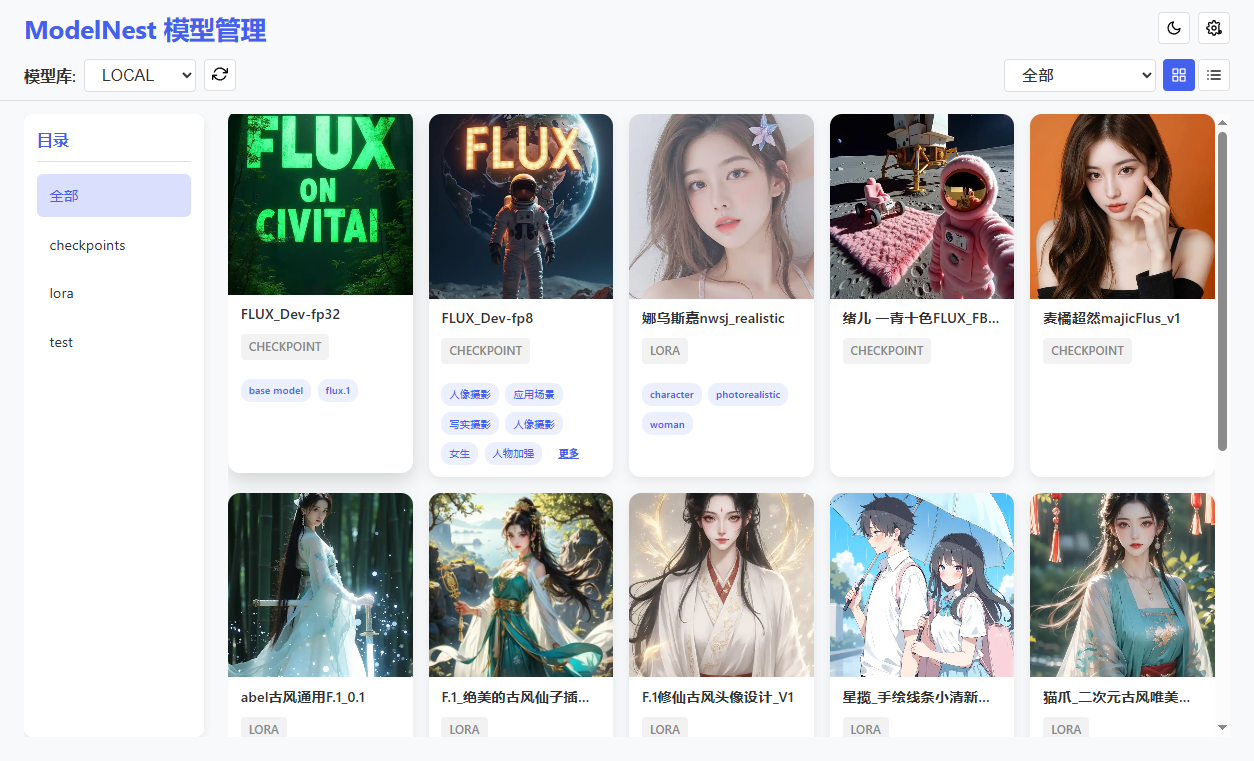 ModelNest 模型管理
模型库: LOCAL
全部
目录
全部
checkpoints
lora
test
FLUX
ON
CIVITAI
FLUX_Dev-fp32
CHECKPOINT
base model flux.1
FLUX
FLUX_Dev-fp8
CHECKPOINT
人像摄影 应用场景
写实摄影 人像摄影
女生 人物加强 更多
娜乌斯嘉nwsj_realistic
LORA
character photorealistic
woman
绪儿 一青十色FLUX_FB...
CHECKPOINT
麦橘超然majicFlus_v1
CHECKPOINT
abel古风通用F.1_0.1
LORA
F.1_绝美的古风仙子插...
LORA
F.1修仙古风头像设计_V1
LORA
星揽_手绘线条小清新...
LORA
猫爪_二次元古风唯美...
LORA